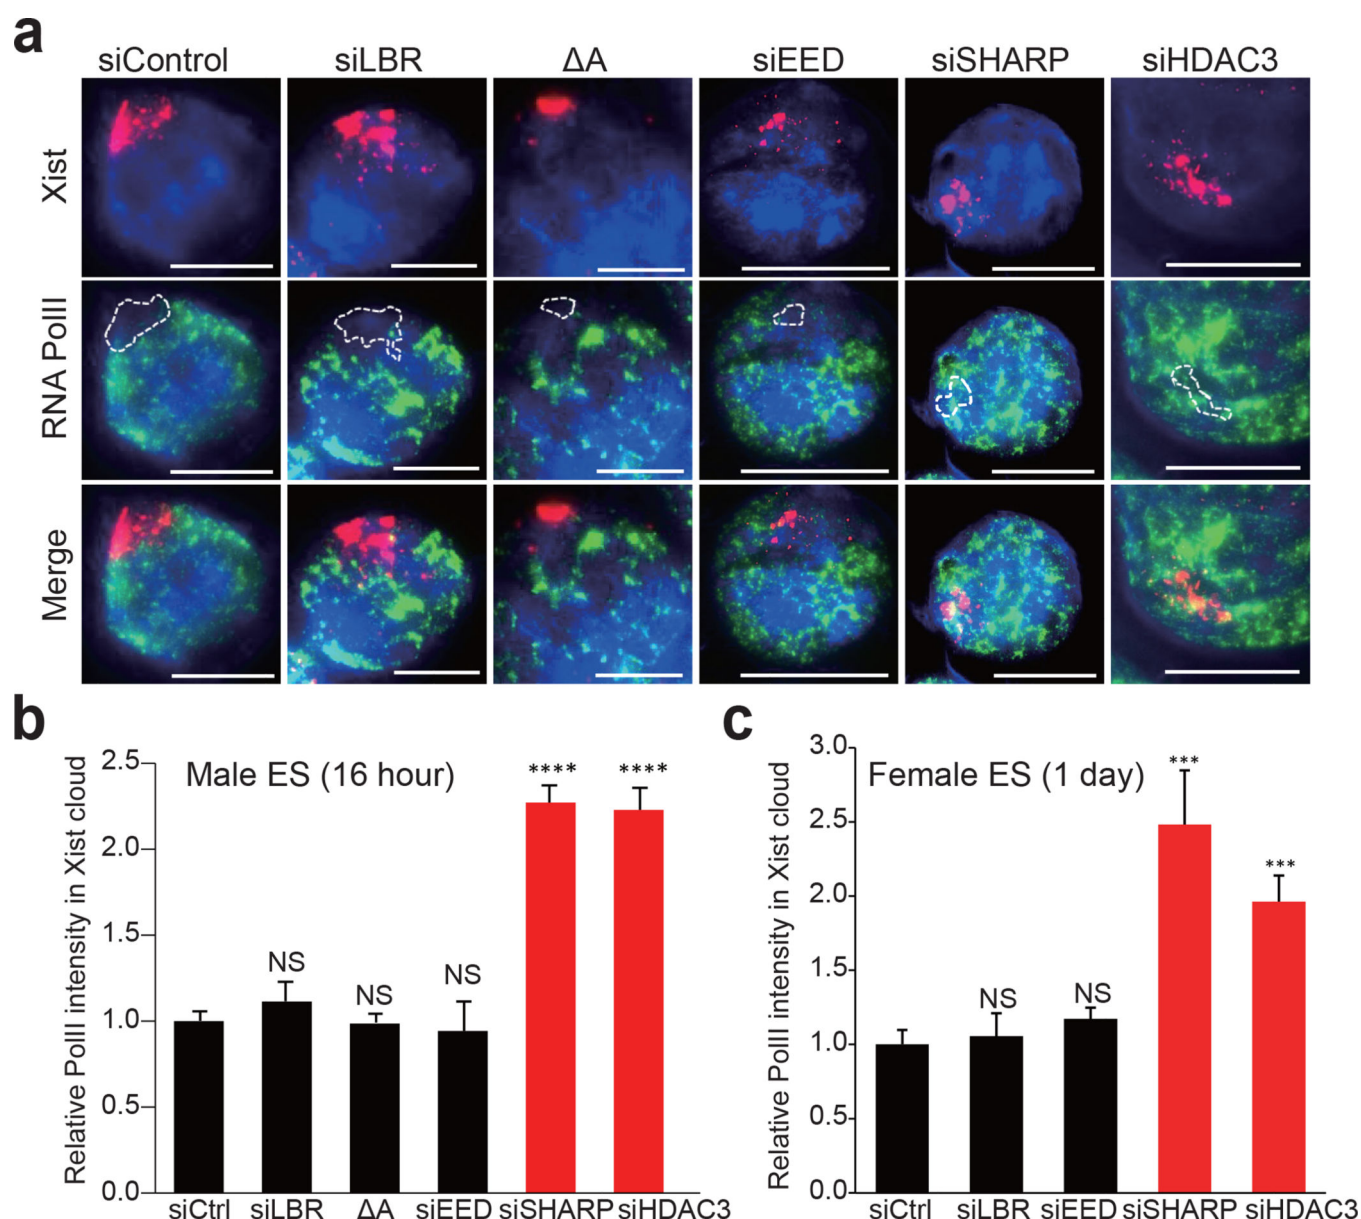 a
siControl siLBR ΔA siEED siSHARP siHDAC3
Xist
RNA PolII
Merge
b
Male ES (16 hour)
Relative PolII intensity in Xist cloud
2.5
2.0
1.5
1.0
0.5
0.0
NS
NS
NS
****
****
siCtrl siLBR ΔA siEED siSHARP siHDAC3
c
Female ES (1 day)
Relative PolII intensity in Xist cloud
3.0
2.5
2.0
1.5
1.0
0.5
0.0
NS
NS
***
***
siCtrl siLBR siEED siSHARP siHDAC3